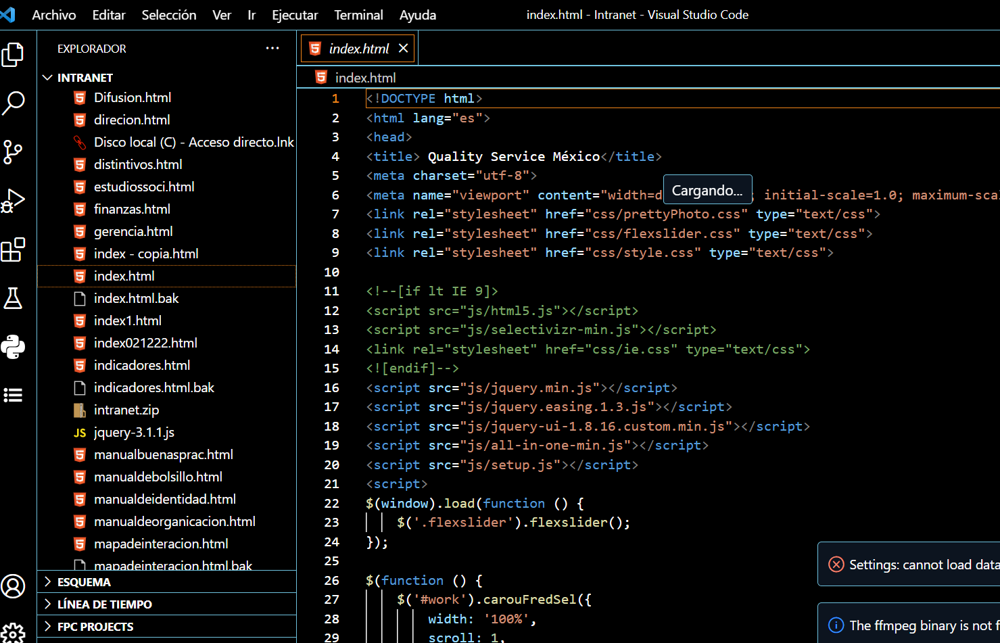 Archivo Editar Selección Ver Ir Ejecutar Terminal Ayuda index.html - Intranet - Visual Studio Code
EXPLORADOR ...
INTRANET
Difusion.html
direcion.html
Disco local (C) - Acceso directo.lnk
distintivos.html
estudiossoci.html
finanzas.html
gerencia.html
index - copia.html
index.html
index.html.bak
index1.html
index021222.html
indicadores.html
indicadores.html.bak
intranet.zip
JS jquery-3.1.1.js
manualbuenasprac.html
manualdebolsillo.html
manualdeidentidad.html
manualdeorganicacion.html
mapadeinteracion.html
mapadeinteracion.html.bak
ESQUEMA
LÍNEA DE TIEMPO
FPC PROJECTS
index.html
index.html
1 <!DOCTYPE html>
2 <html lang="es">
3 <head>
4 <title> Quality Service México</title>
5 <meta charset="utf-8">
6 <meta name="viewport" content="width=d ; initial-scale=1.0; maximum-scal
Cargando...
7 <link rel="stylesheet" href="css/prettyPhoto.css" type="text/css">
8 <link rel="stylesheet" href="css/flexslider.css" type="text/css">
9 <link rel="stylesheet" href="css/style.css" type="text/css">
10
11 <!--[if lt IE 9]>
12 <script src="js/html5.js"></script>
13 <script src="js/selectivizr-min.js"></script>
14 <link rel="stylesheet" href="css/ie.css" type="text/css">
15 <![endif]-->
16 <script src="js/jquery.min.js"></script>
17 <script src="js/jquery.easing.1.3.js"></script>
18 <script src="js/jquery-ui-1.8.16.custom.min.js"></script>
19 <script src="js/all-in-one-min.js"></script>
20 <script src="js/setup.js"></script>
21 <script>
22 $(window).load(function () {
23 $('.flexslider').flexslider();
24 });
25
26 $(function () {
27 $('#work').carouFredSel({
28 width: '100%',
29 scroll: 1,
Settings: cannot load data
The ffmpeg binary is not f